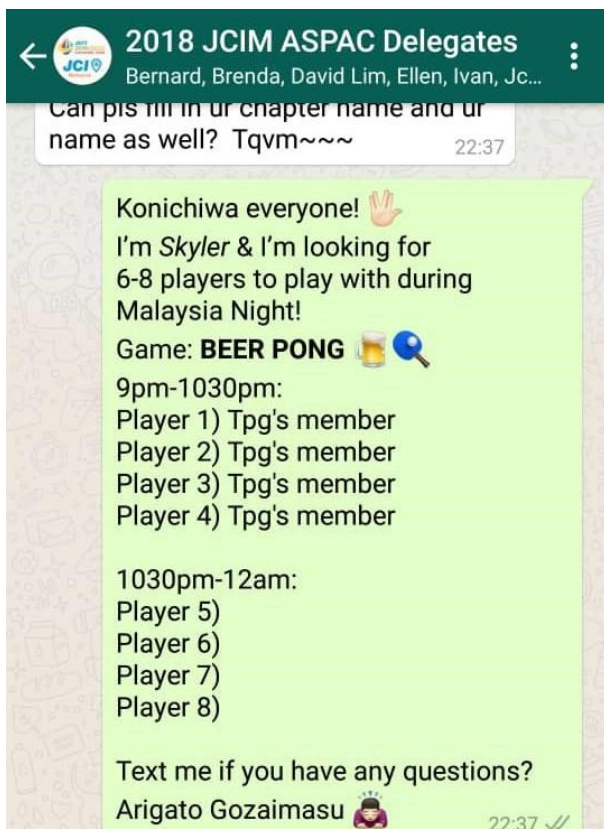 2018 JCIM ASPAC Delegates
Bernard, Brenda, David Lim, Ellen, Ivan, Jc...
JCI
Can pls fill in ur chapter name and ur
name as well? Tqvm~~~
22:37
Konichiwa everyone! 🖖🏻
I'm Skyler & I'm looking for
6-8 players to play with during
Malaysia Night!
Game: BEER PONG 🍺🏓
9pm-1030pm:
Player 1) Tpg's member
Player 2) Tpg's member
Player 3) Tpg's member
Player 4) Tpg's member
1030pm-12am:
Player 5)
Player 6)
Player 7)
Player 8)
Text me if you have any questions?
Arigato Gozaimasu 🙇🏻‍♀️
22:37